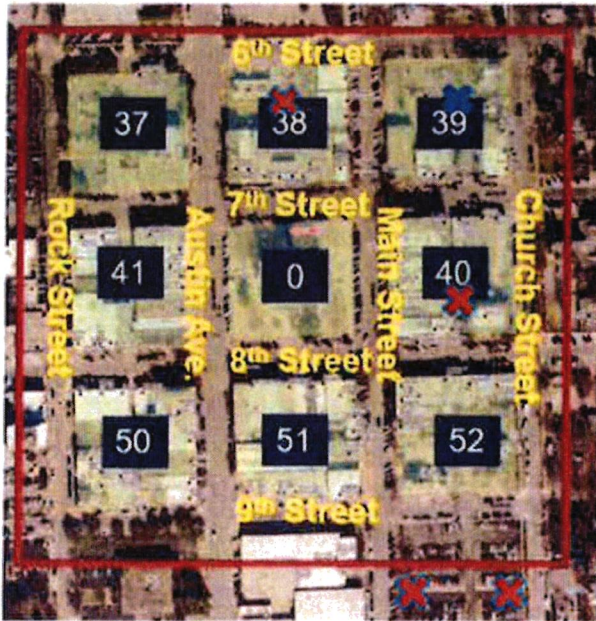 6th Street
37 38 39
7th Street
Rock Street
Austin Ave.
Main Street
Church Street
41 0 40
8th Street
50 51 52
9th Street